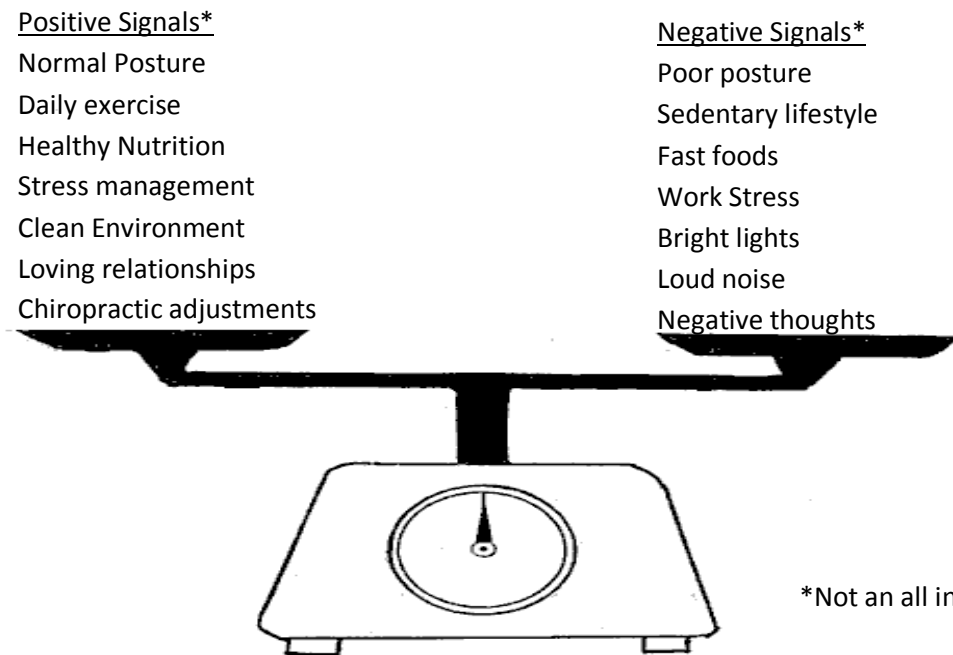 Positive Signals*
Normal Posture
Daily exercise
Healthy Nutrition
Stress management
Clean Environment
Loving relationships
Chiropractic adjustments
Negative Signals*
Poor posture
Sedentary lifestyle
Fast foods
Work Stress
Bright lights
Loud noise
Negative thoughts
*Not an all